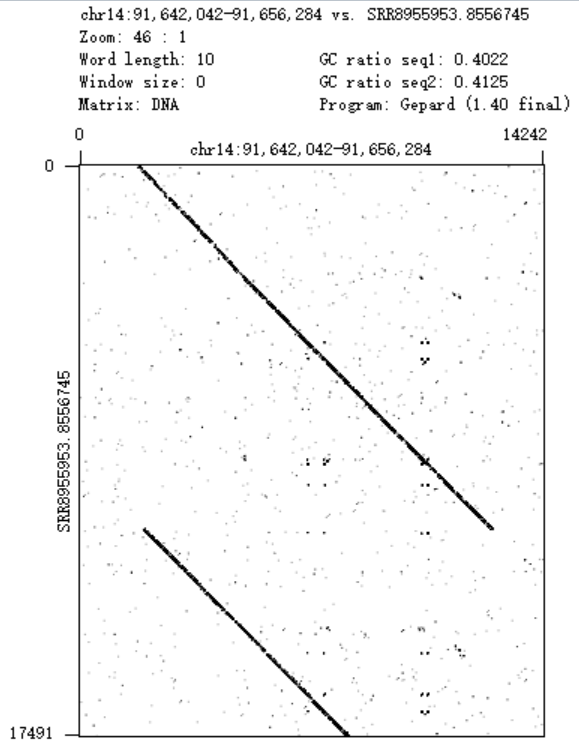 chr14:91,642,042-91,656,284 vs. SRR8955953.8556745
Zoom: 46 : 1
Word length: 10 GC ratio seq1: 0.4022
Window size: 0 GC ratio seq2: 0.4125
Matrix: DNA Program: Gepard (1.40 final)
0 14242
chr14:91,642,042-91,656,284
0
SRR8955953.8556745
17491